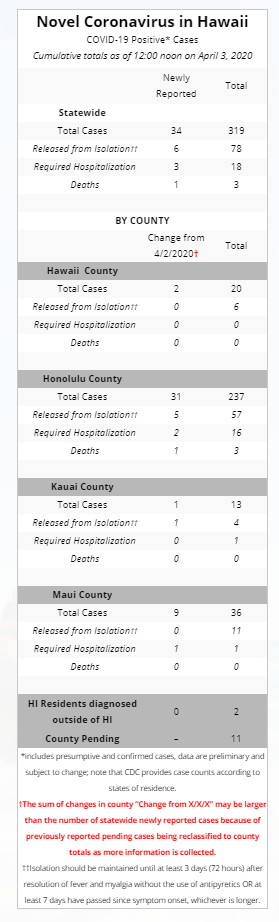 Novel Coronavirus in Hawaii
COVID-19 Positive* Cases
Cumulative totals as of 12:00 noon on April 3, 2020
Newly Reported Total
Statewide
Total Cases 34 319
Released from Isolation†† 6 78
Required Hospitalization 3 18
Deaths 1 3
BY COUNTY
Change from 4/2/2020† Total
Hawaii County
Total Cases 2 20
Released from Isolation†† 0 6
Required Hospitalization 0 0
Deaths 0 0
Honolulu County
Total Cases 31 237
Released from Isolation†† 5 57
Required Hospitalization 2 16
Deaths 1 3
Kauai County
Total Cases 1 13
Released from Isolation†† 1 4
Required Hospitalization 0 1
Deaths 0 0
Maui County
Total Cases 9 36
Released from Isolation†† 0 11
Required Hospitalization 1 1
Deaths 0 0
HI Residents diagnosed outside of HI 0 2
County Pending – 11
*includes presumptive and confirmed cases, data are preliminary and
subject to change; note that CDC provides case counts according to
states of residence.
†The sum of changes in county “Change from X/X/X” may be larger
than the number of statewide newly reported cases because of
previously reported pending cases being reclassified to county
totals as more information is collected.
††Isolation should be maintained until at least 3 days (72 hours) after
resolution of fever and myalgia without the use of antipyretics OR at
least 7 days have passed since symptom onset, whichever is longer.